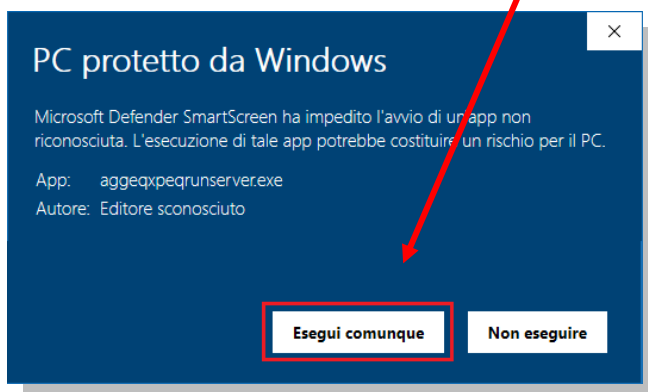 PC protetto da Windows
Microsoft Defender SmartScreen ha impedito l'avvio di un'app non
riconosciuta. L'esecuzione di tale app potrebbe costituire un rischio per il PC.
App: aggeqxpeqrunserver.exe
Autore: Editore sconosciuto
Esegui comunque Non eseguire